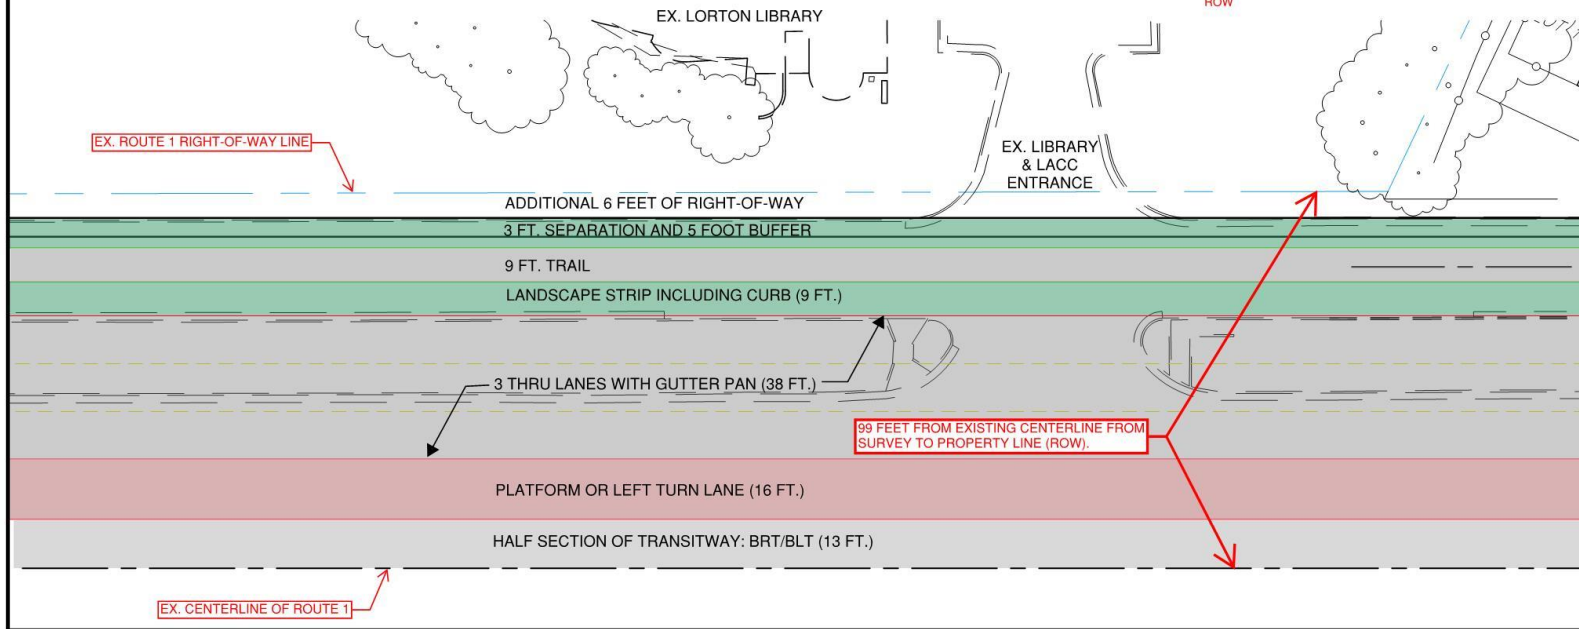 ROW
EX. LORTON LIBRARY
EX. ROUTE 1 RIGHT-OF-WAY LINE
EX. LIBRARY
& LACC
ENTRANCE
ADDITIONAL 6 FEET OF RIGHT-OF-WAY
3 FT. SEPARATION AND 5 FOOT BUFFER
9 FT. TRAIL
LANDSCAPE STRIP INCLUDING CURB (9 FT.)
3 THRU LANES WITH GUTTER PAN (38 FT.)
99 FEET FROM EXISTING CENTERLINE FROM
SURVEY TO PROPERTY LINE (ROW).
PLATFORM OR LEFT TURN LANE (16 FT.)
HALF SECTION OF TRANSITWAY: BRT/BLT (13 FT.)
EX. CENTERLINE OF ROUTE 1